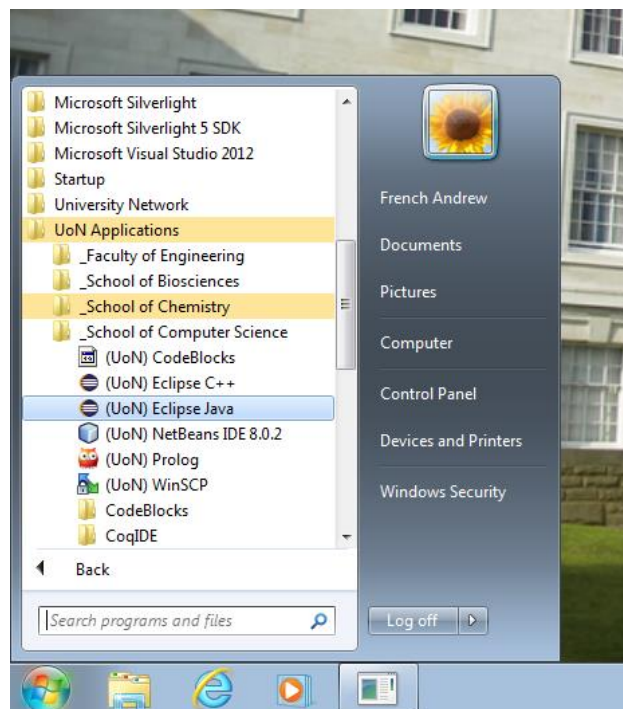 Microsoft Silverlight
Microsoft Silverlight 5 SDK
Microsoft Visual Studio 2012
Startup
University Network
UoN Applications
_Faculty of Engineering
_School of Biosciences
_School of Chemistry
_School of Computer Science
(UoN) CodeBlocks
(UoN) Eclipse C++
(UoN) Eclipse Java
(UoN) NetBeans IDE 8.0.2
(UoN) Prolog
(UoN) WinSCP
CodeBlocks
CoqIDE
Back
Search programs and files
French Andrew
Documents
Pictures
Computer
Control Panel
Devices and Printers
Windows Security
Log off